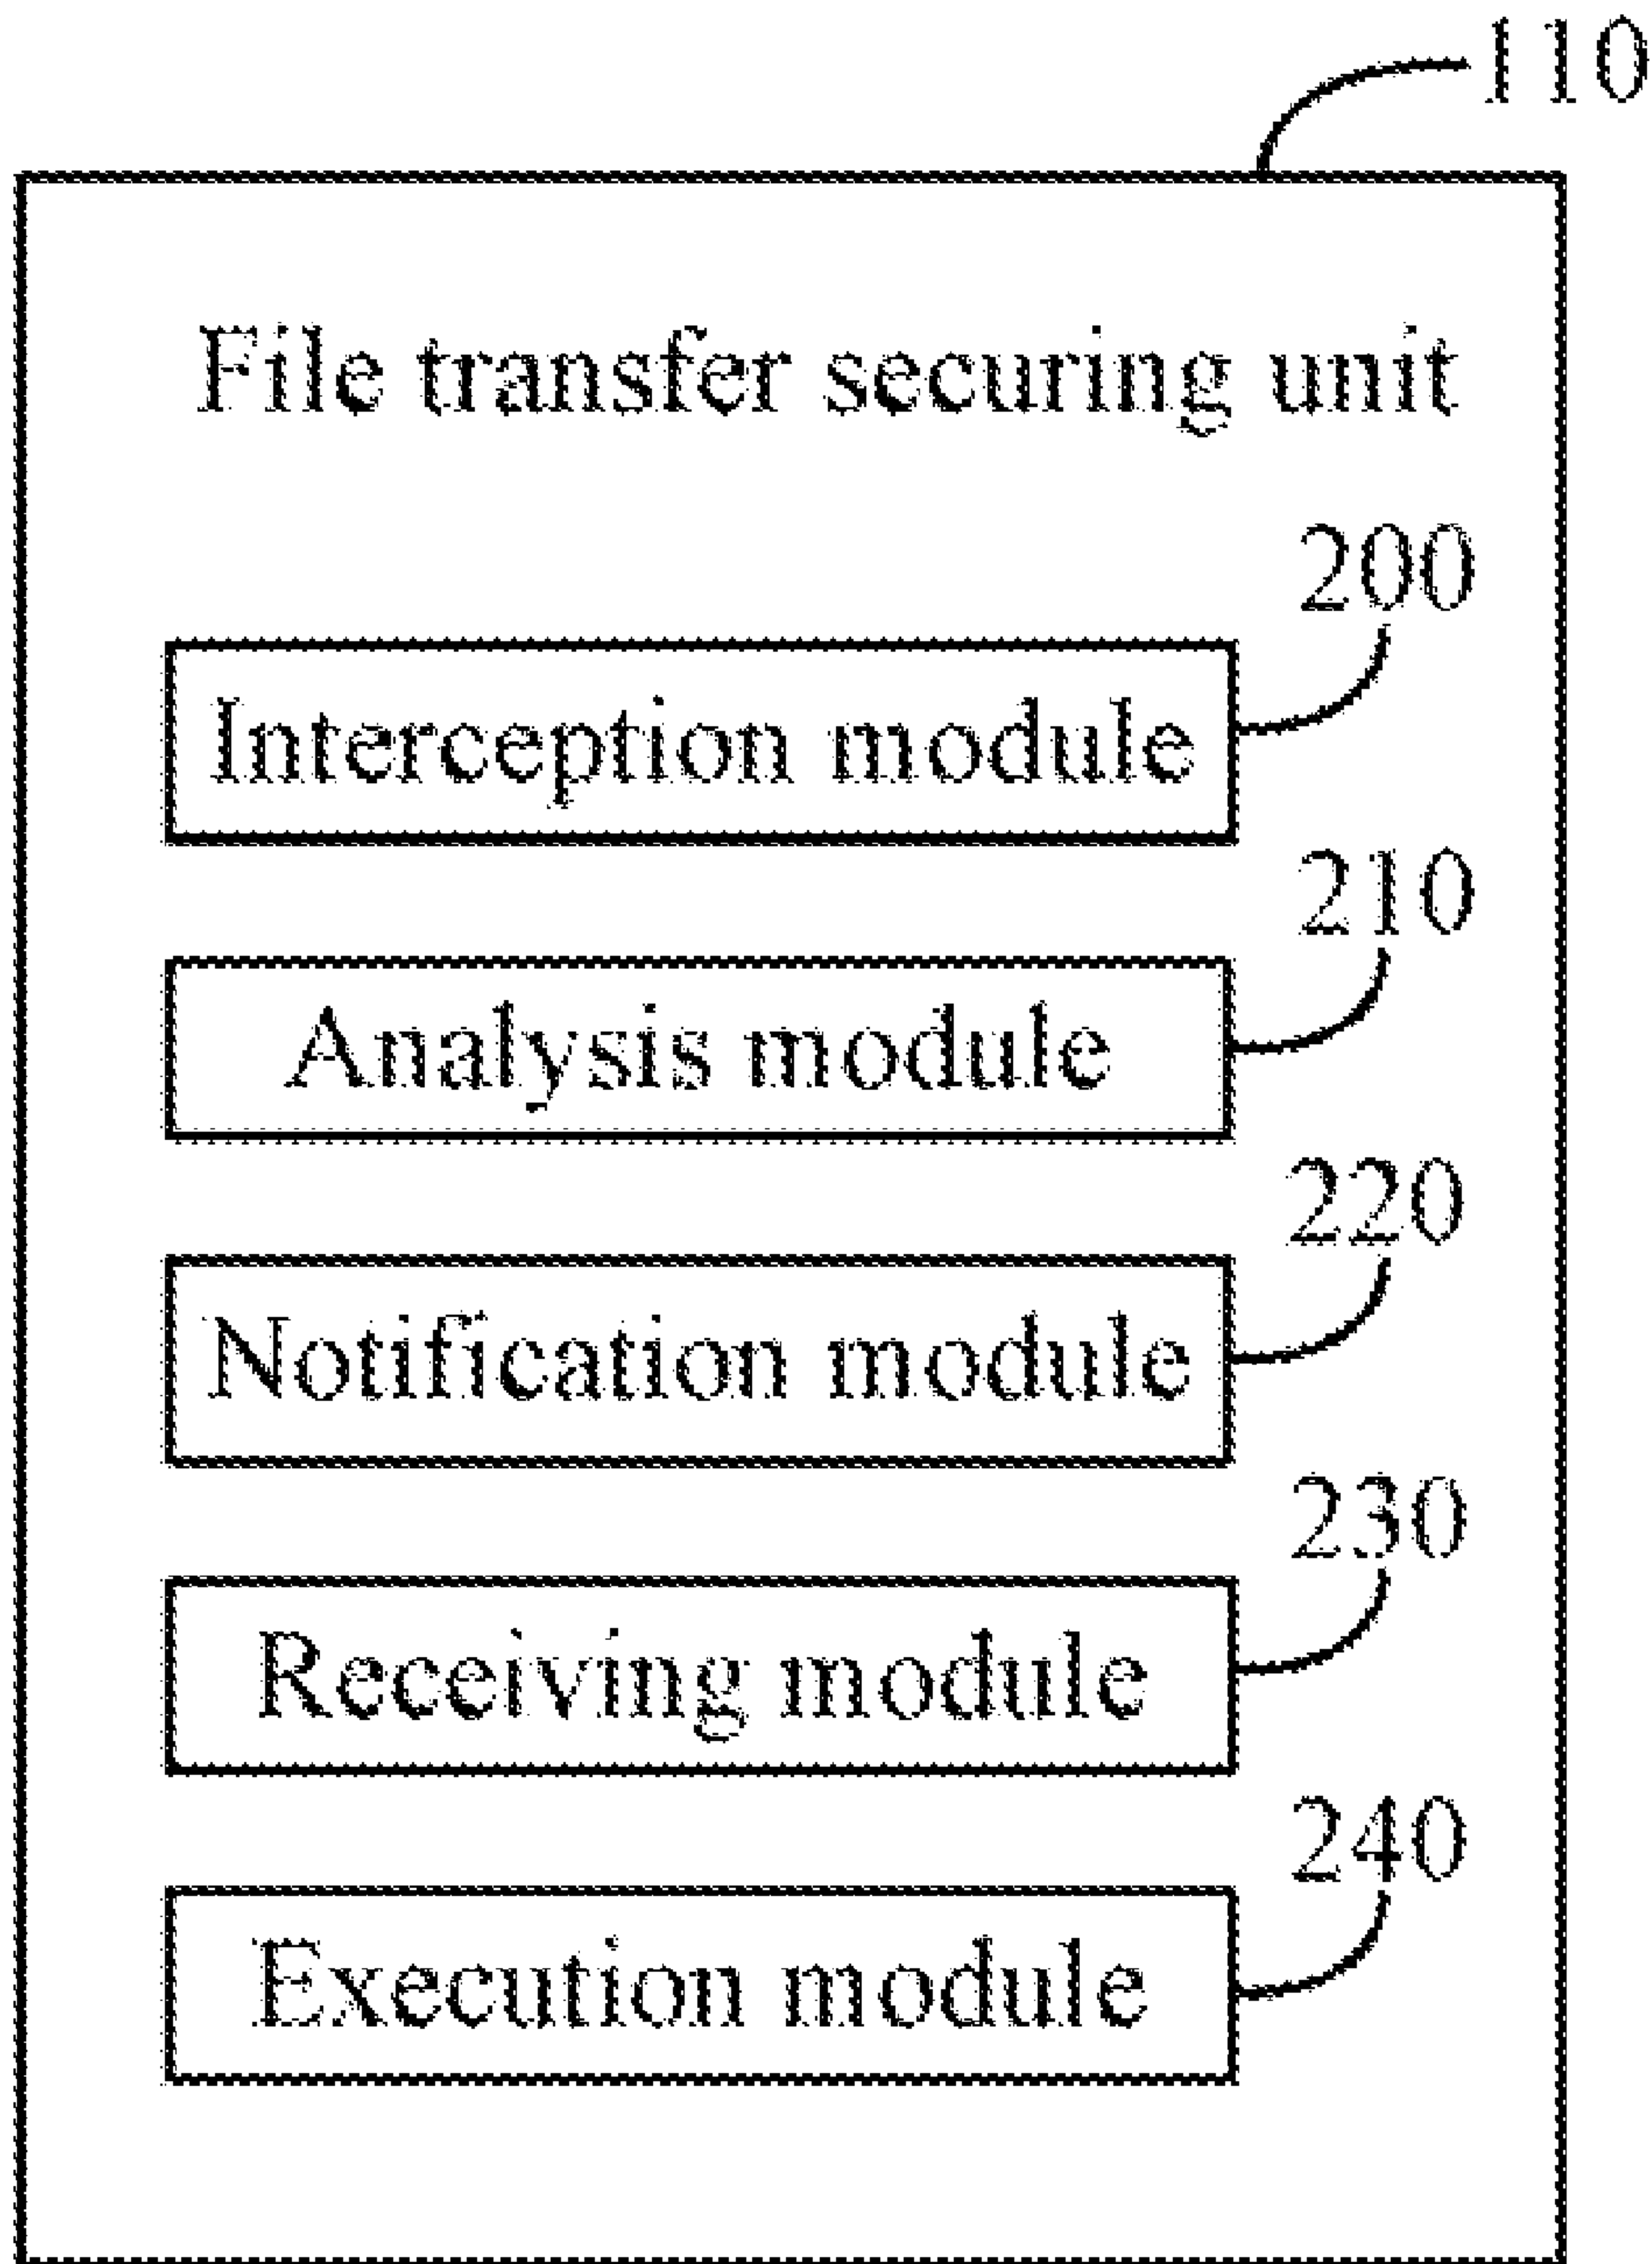 110
File transfer securing unit
200
Interception module
210
Analysis module
220
Notification module
230
Receiving module
240
Execution module